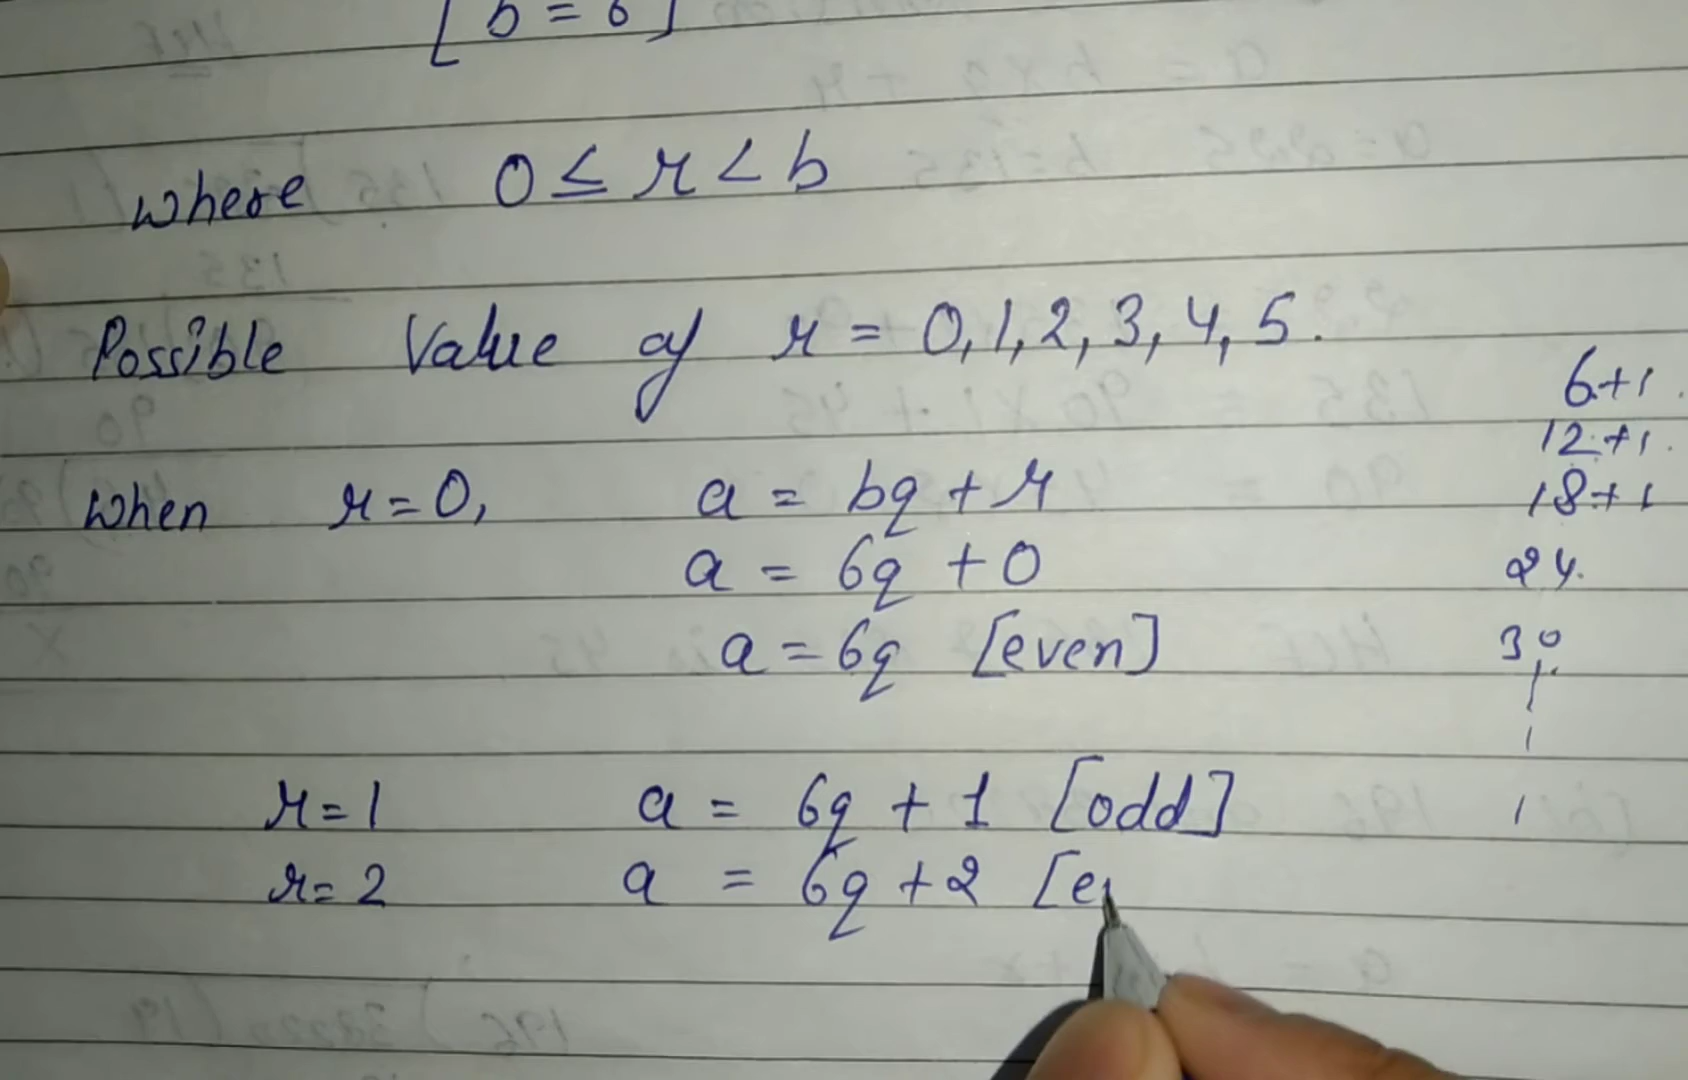 [b = 6]
where 0 ≤ r < b
Possible Value of r = 0, 1, 2, 3, 4, 5.
6+1.
12+1.
when r=0, a = bq + r
18+1
a = 6q + 0
24.
a = 6q [even]
30
r=1 a = 6q + 1 [odd]
r=2 a = 6q + 2 [e